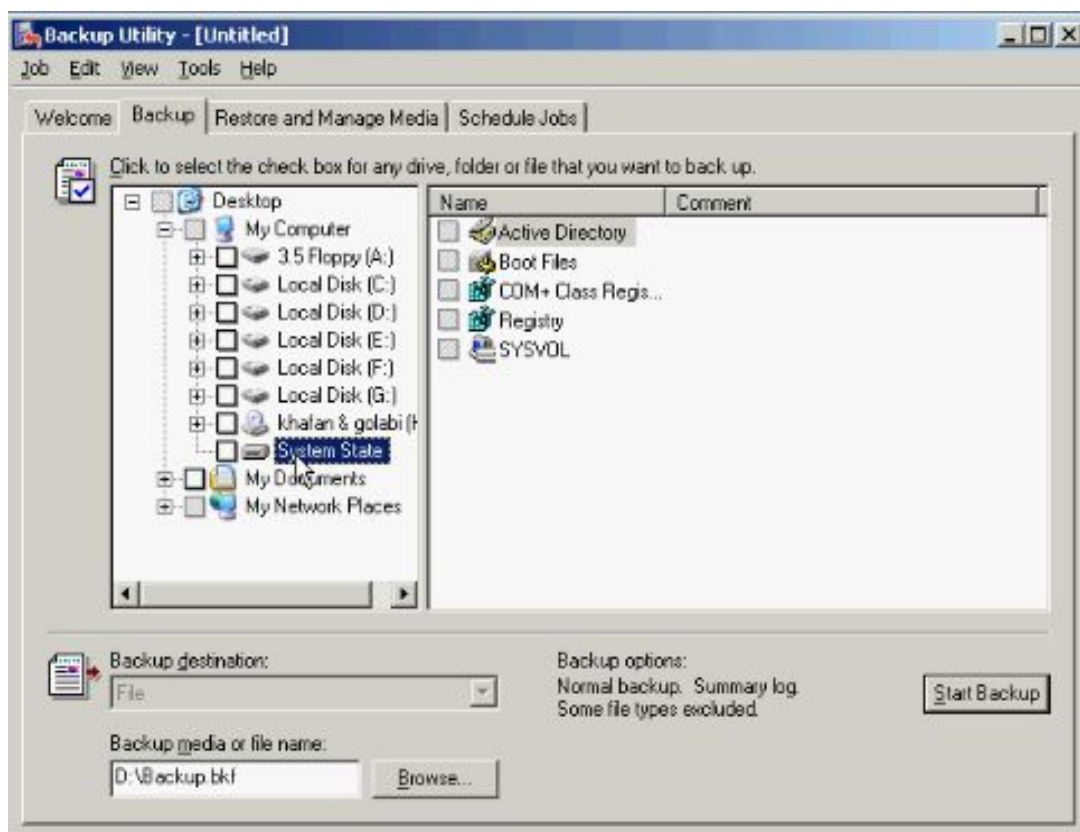 Backup Utility - [Untitled]
Job Edit View Tools Help
Welcome Backup Restore and Manage Media Schedule Jobs
Click to select the check box for any drive, folder or file that you want to back up.
Desktop
My Computer
3.5 Floppy (A:)
Local Disk (C:)
Local Disk (D:)
Local Disk (E:)
Local Disk (F:)
Local Disk (G:)
khafan & golabi (H
System State
My Documents
My Network Places
Name Comment
Active Directory
Boot Files
COM+ Class Regis...
Registry
SYSVOL
Backup destination:
File
Backup media or file name:
D:\Backup.bkf
Browse...
Backup options:
Normal backup. Summary log.
Some file types excluded.
Start Backup